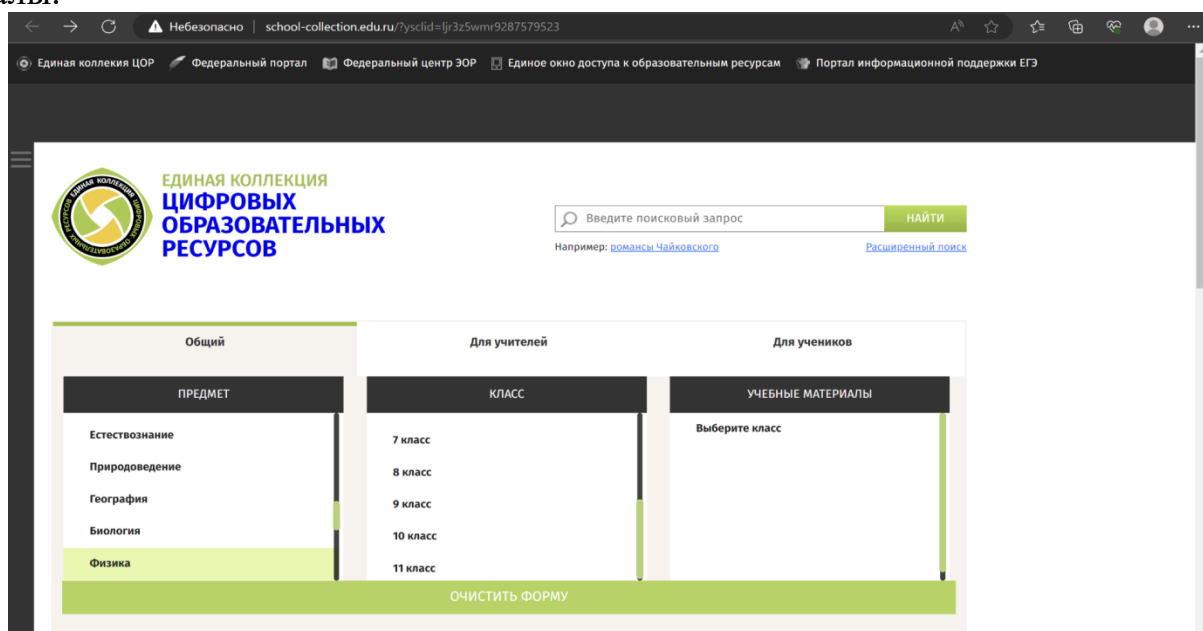 Небезопасно | school-collection.edu.ru/?ysclid=ljr3z5wmr9287579523
Единая коллекия ЦОР Федеральный портал Федеральный центр ЭОР Единое окно доступа к образовательным ресурсам Портал информационной поддержки ЕГЭ
ЕДИНАЯ КОЛЛЕКЦИЯ
ЦИФРОВЫХ
ОБРАЗОВАТЕЛЬНЫХ
РЕСУРСОВ
Введите поисковый запрос НАЙТИ
Например: романсы Чайковского Расширенный поиск
Общий Для учителей Для учеников
ПРЕДМЕТ КЛАСС УЧЕБНЫЕ МАТЕРИАЛЫ
Естествознание 7 класс Выберите класс
Природоведение 8 класс
География 9 класс
Биология 10 класс
Физика 11 класс
ОЧИСТИТЬ ФОРМУ